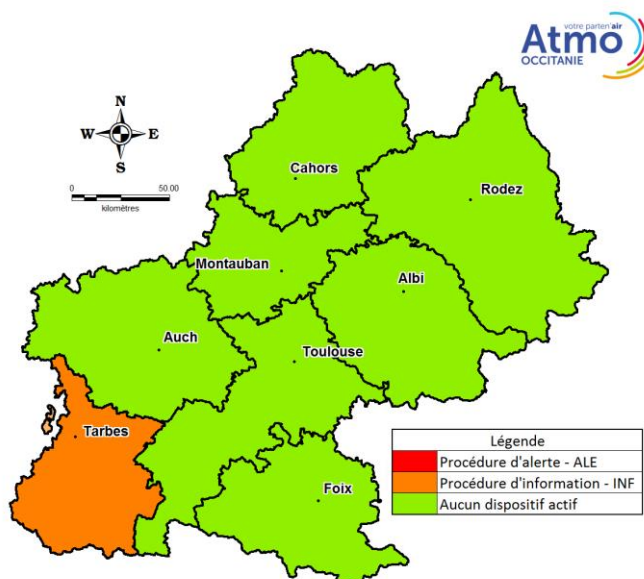 votre parten'air
Atmo
OCCITANIE
N
W E
S
0 50.00
kilomètres
Cahors
Rodez
Montauban
Albi
Auch
Toulouse
Tarbes
Foix
Légende
Procédure d'alerte - ALE
Procédure d'information - INF
Aucun dispositif actif